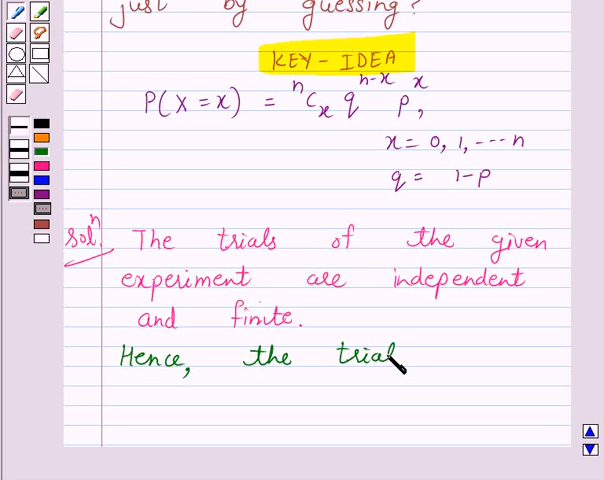 just by guessing?
KEY - IDEA
P(X = x) = ⁿCₓ qⁿ⁻ˣ pˣ,
x = 0, 1, ---- n
q = 1-p
Solⁿ. The trials of the given
experiment are independent
and finite.
Hence, the trial